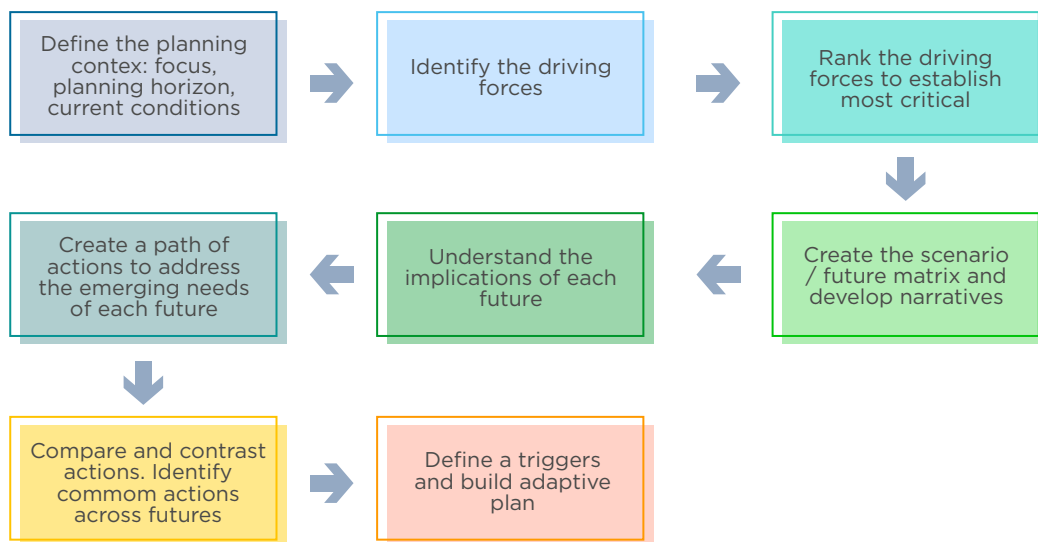 Define the planning
contex: focus,
planning horizon,
current conditions
Identify the driving
forces
Rank the driving
forces to establish
most critical
Create the scenario
/ future matrix and
develop narratives
Understand the
implications of each
future
Create a path of
actions to address
the emerging needs
of each future
Compare and contrast
actions. Identify
commom actions
across futures
Define a triggers
and build adaptive
plan